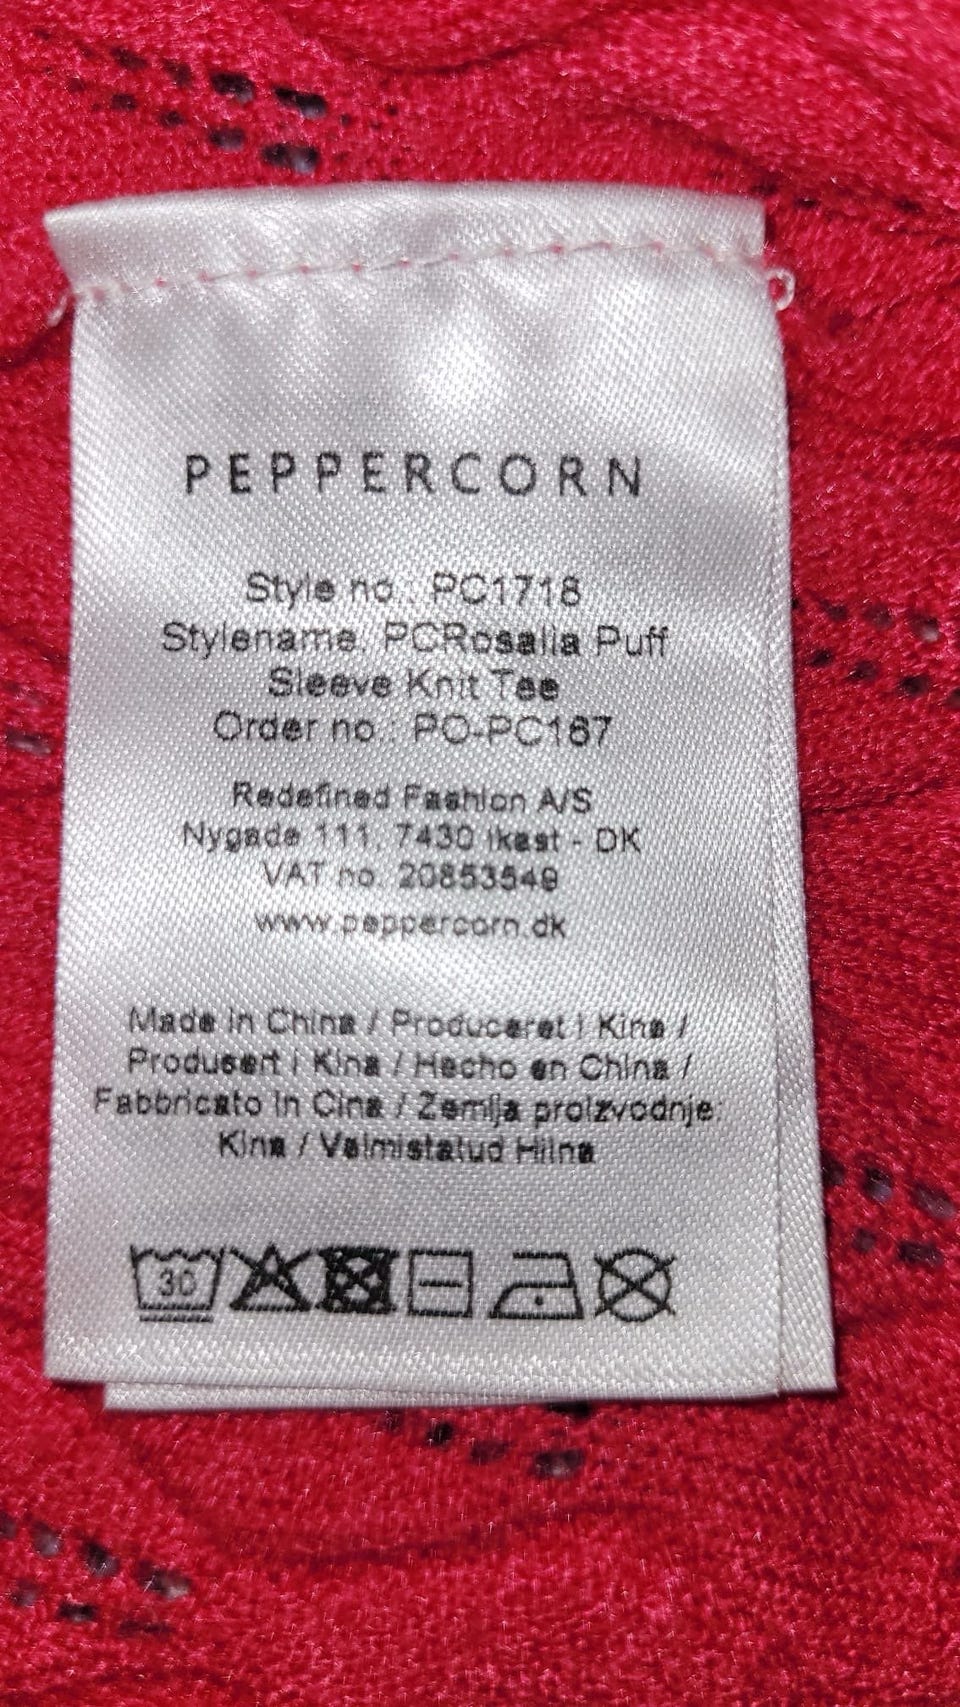 PEPPERCORN
Style no.: PC1718
Stylename: PCRosalia Puff
Sleeve Knit Tee
Order no.: PO-PC167
Redefined Fashion A/S
Nygade 111, 7430 Ikast - DK
VAT no. 20853549
www.peppercorn.dk
Made in China / Produceret i Kina /
Produsert i Kina / Hecho en China /
Fabbricato in Cina / Zemlja proizvodnje:
Kina / Valmistatud Hiina
30